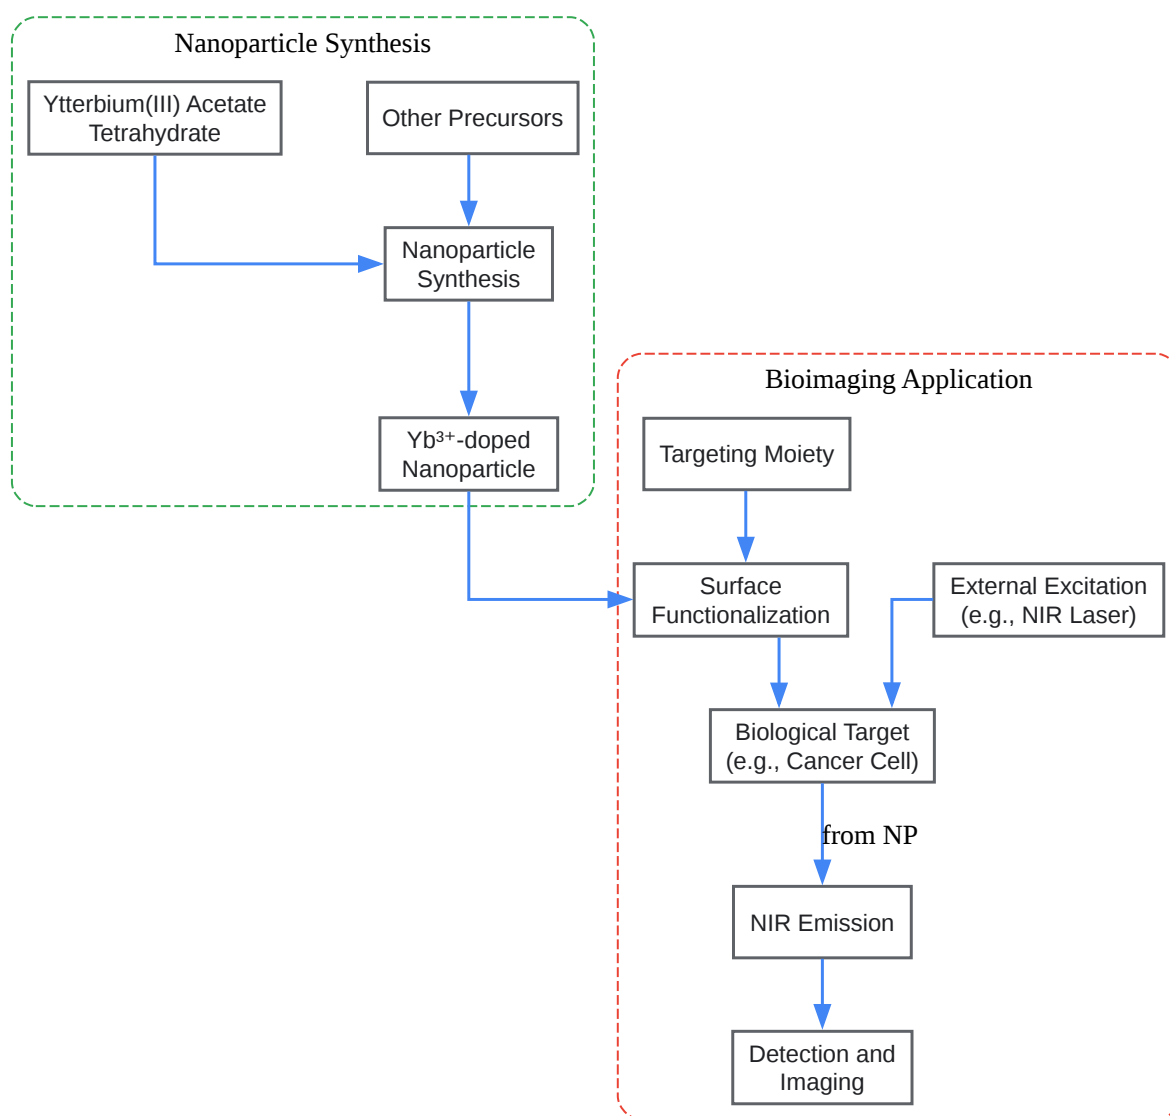 Nanoparticle Synthesis
Ytterbium(III) Acetate
Tetrahydrate
Other Precursors
Nanoparticle
Synthesis
Yb³⁺-doped
Nanoparticle
Bioimaging Application
Targeting Moiety
Surface
Functionalization
External Excitation
(e.g., NIR Laser)
Biological Target
(e.g., Cancer Cell)
from NP
NIR Emission
Detection and
Imaging